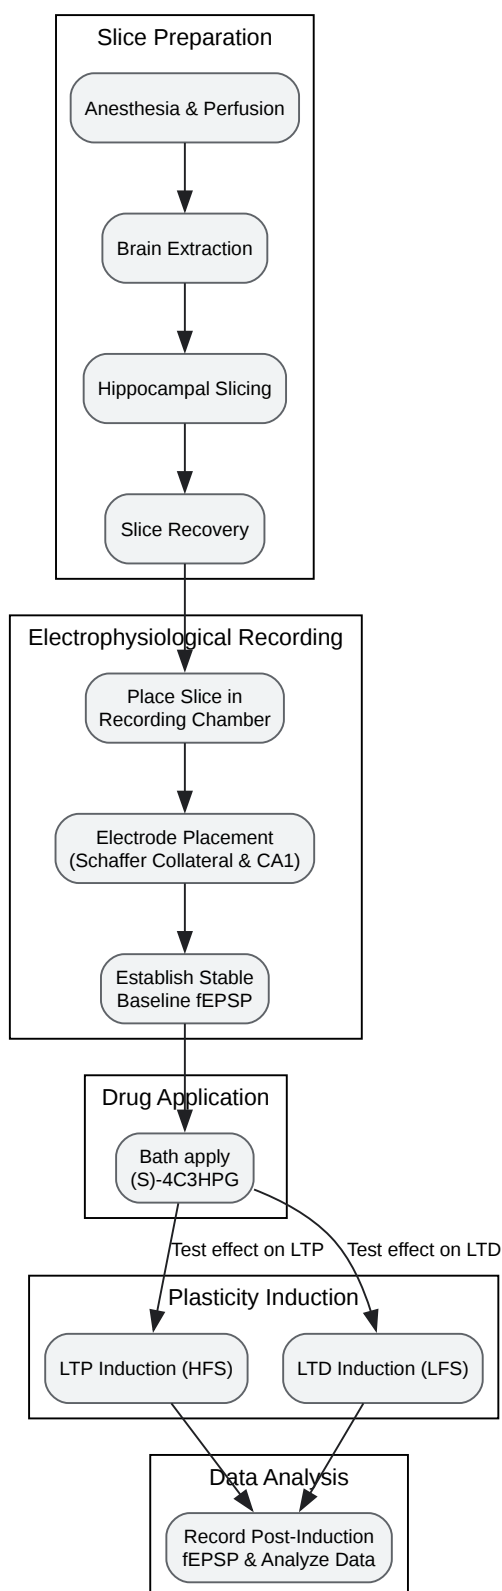 Slice Preparation
Anesthesia & Perfusion
Brain Extraction
Hippocampal Slicing
Slice Recovery
Electrophysiological Recording
Place Slice in
Recording Chamber
Electrode Placement
(Schaffer Collateral & CA1)
Establish Stable
Baseline fEPSP
Drug Application
Bath apply
(S)-4C3HPG
Test effect on LTP
Test effect on LTD
Plasticity Induction
LTP Induction (HFS)
LTD Induction (LFS)
Data Analysis
Record Post-Induction
fEPSP & Analyze Data